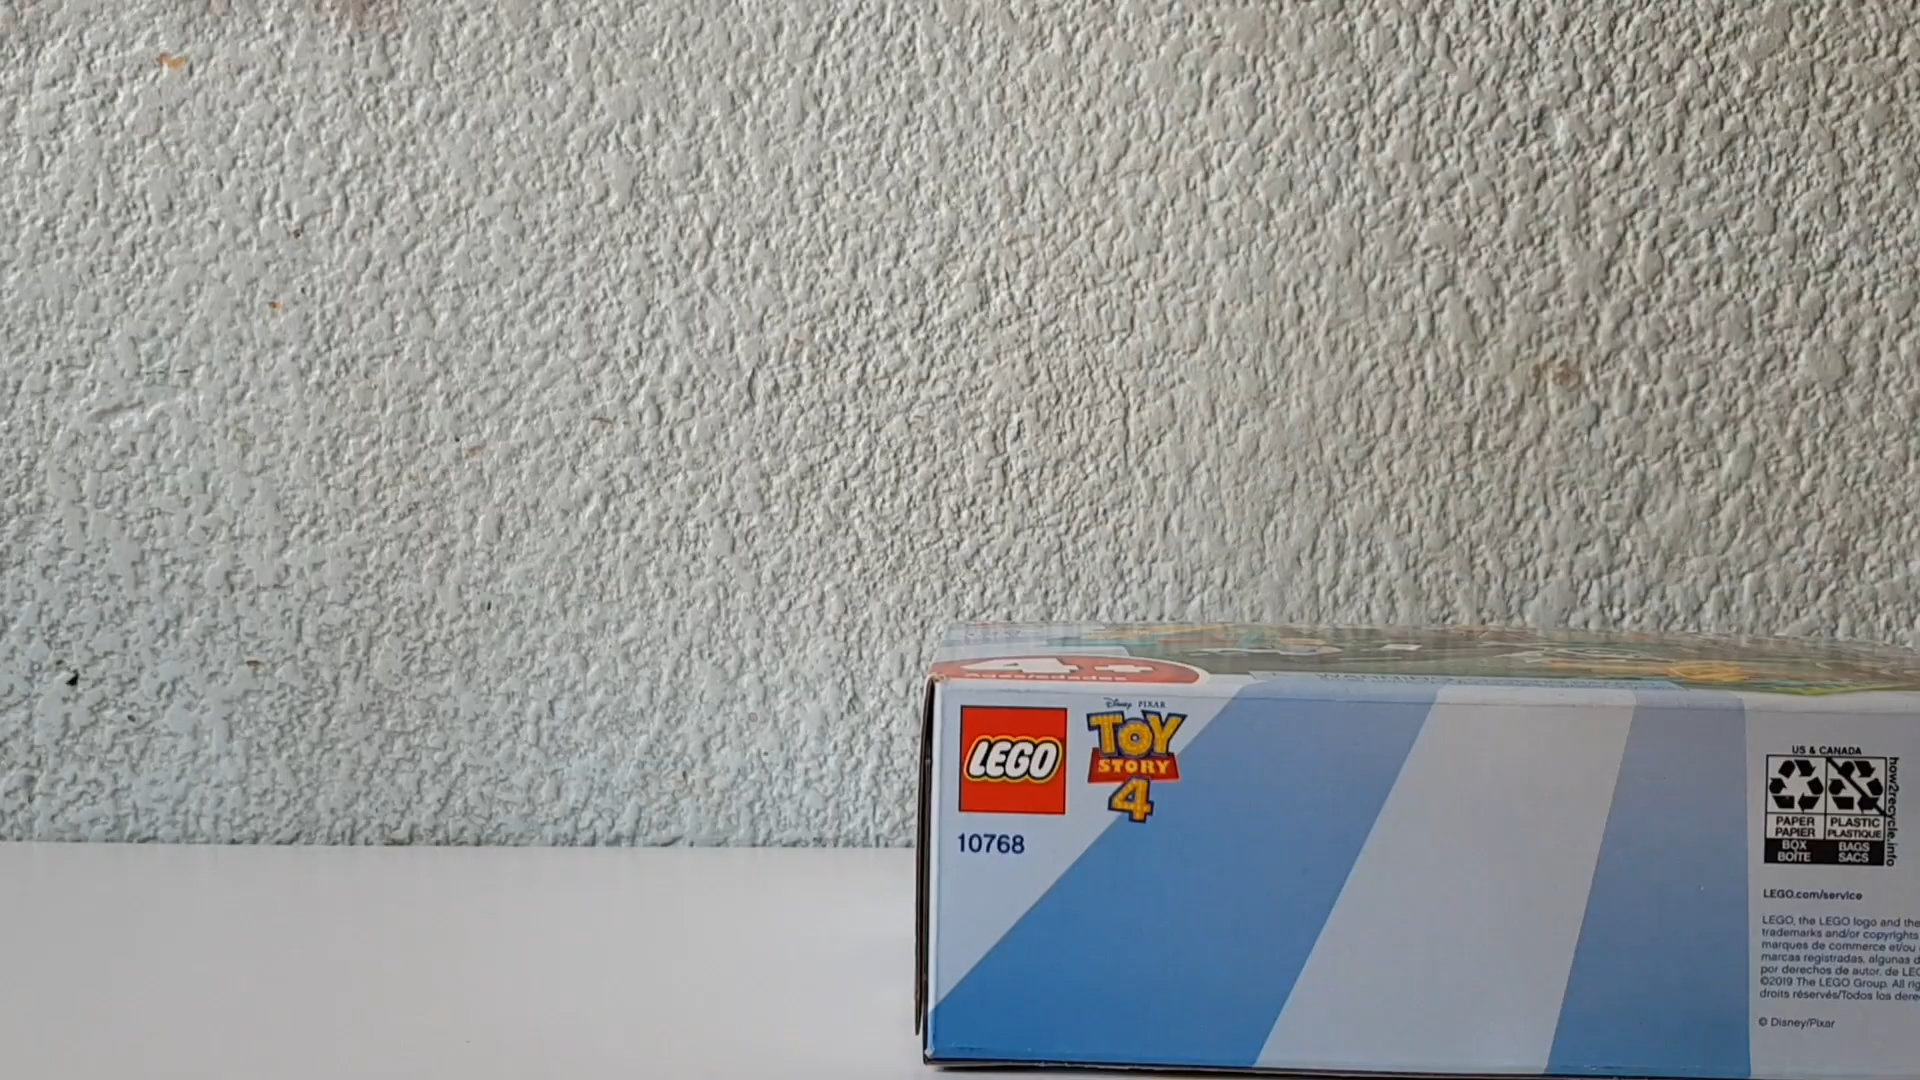 4+
Ages/edades
WARNING
LEGO
Disney PIXAR
TOY
STORY
4
10768
US & CANADA
PAPER
PAPIER
BOX
BOÎTE
PLASTIC
PLASTIQUE
BAGS
SACS
how2recycle.info
LEGO.com/service
LEGO, the LEGO logo and the
trademarks and/or copyrights
marques de commerce et/ou
marcas registradas, algunas d
por derechos de autor, de LEG
©2019 The LEGO Group. All rig
droits réservés/Todos los dere
© Disney/Pixar